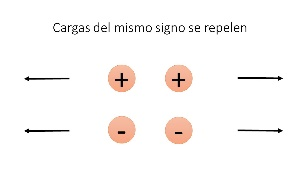 Cargas del mismo signo se repelen
+ +
- -